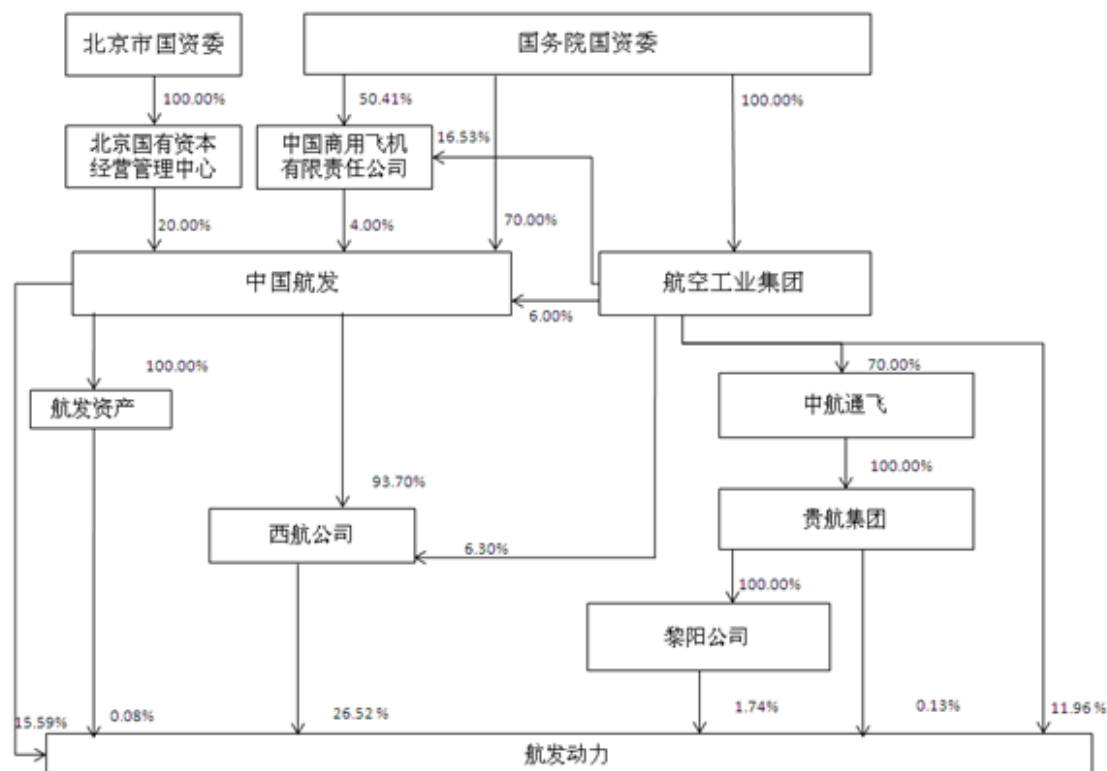 北京市国资委
国务院国资委
100.00%
50.41%
100.00%
北京国有资本
经营管理中心
中国商用飞机
有限责任公司
16.53%
20.00%
4.00%
70.00%
中国航发
航空工业集团
6.00%
100.00%
70.00%
航发资产
中航通飞
100.00%
93.70%
西航公司
贵航集团
6.30%
100.00%
黎阳公司
15.59%
0.08%
26.52%
1.74%
0.13%
11.96%
航发动力